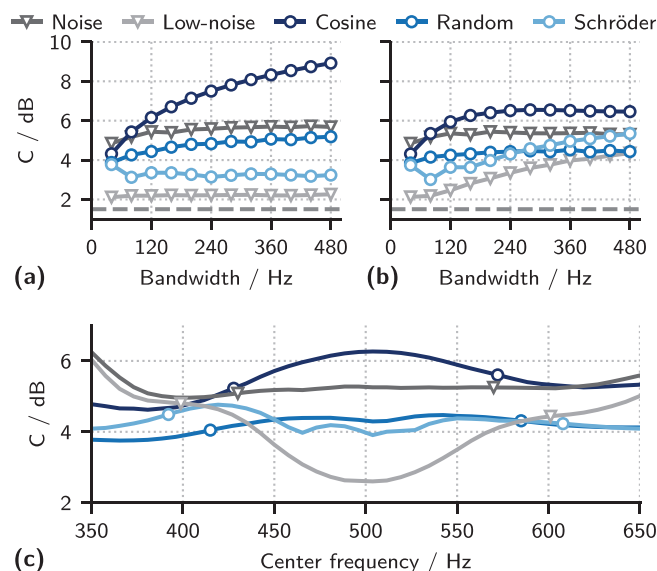 Noise Low-noise Cosine Random Schröder
10
8
6
4
2
C / dB
0 120 240 360 480
0 120 240 360 480
(a) Bandwidth / Hz
(b) Bandwidth / Hz
6
4
2
C / dB
350 400 450 500 550 600 650
(c) Center frequency / Hz